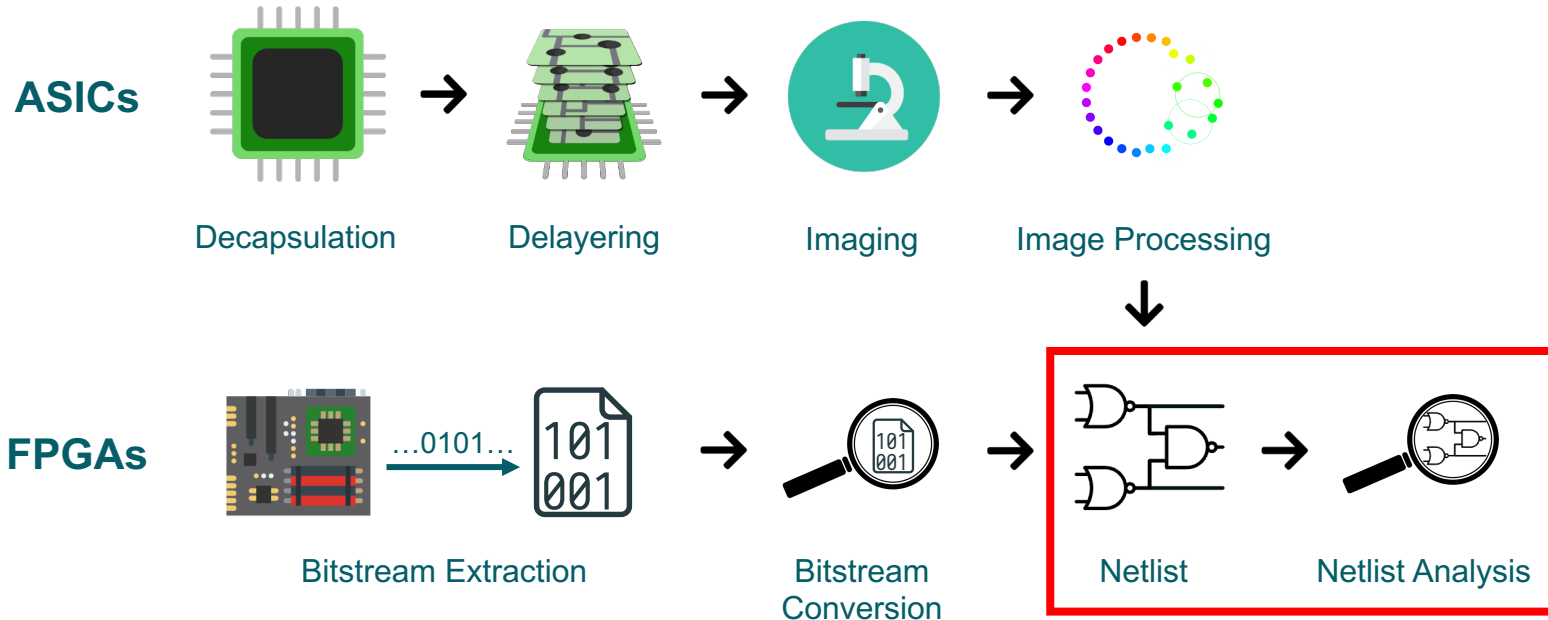 ASICs
Decapsulation
Delayering
Imaging
Image Processing
FPGAs
...0101...
101
001
101
001
Bitstream Extraction
Bitstream
Conversion
Netlist
Netlist Analysis